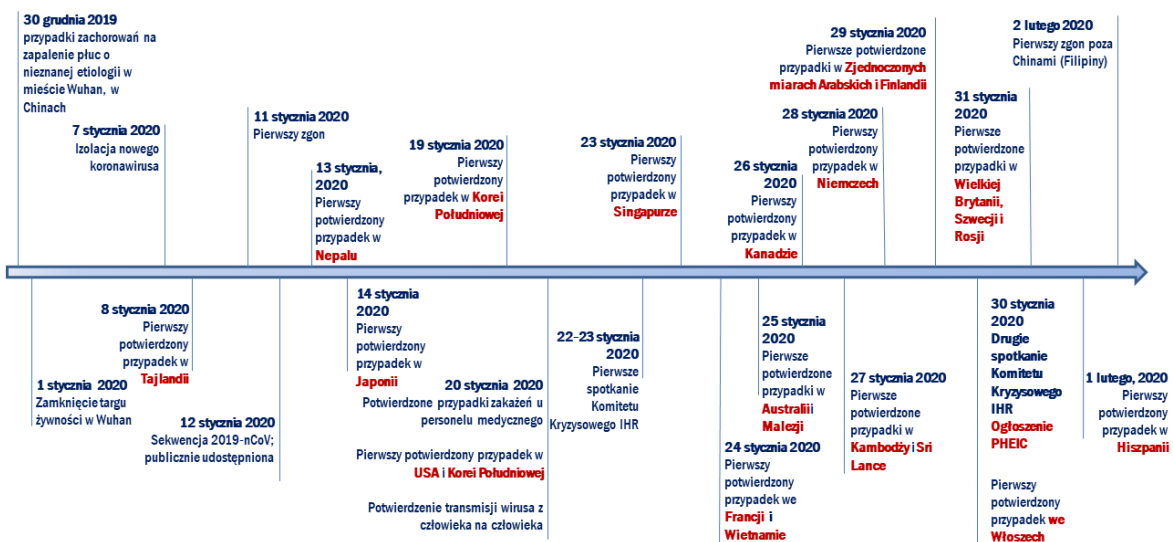 30 grudnia 2019
przypadki zachorowań na
zapalenie płuc o
nieznanej etiologii w
mieście Wuhan, w
Chinach
7 stycznia 2020
Izolacja nowego
koronawirusa
11 stycznia 2020
Pierwszy zgon
13 stycznia,
2020
Pierwszy
potwierdzony
przypadek w
Nepalu
19 stycznia 2020
Pierwszy
potwierdzony
przypadek w Korei
Południowej
23 stycznia 2020
Pierwszy
potwierdzony
przypadek w
Singapurze
26 stycznia
2020
Pierwszy
potwierdzony
przypadek w
Kanadzie
28 stycznia 2020
Pierwszy
potwierdzony
przypadek w
Niemczech
29 stycznia 2020
Pierwsze potwierdzone
przypadki w Zjednoczonych
miarach Arabskich i Finlandii
31 stycznia
2020
Pierwsze
potwierdzone
przypadki w
Wielkiej
Brytanii,
Szwecji i
Rosji
2 lutego 2020
Pierwszy zgon poza
Chinami (Filipiny)
1 stycznia 2020
Zamknięcie targu
żywności w Wuhan
8 stycznia 2020
Pierwszy
potwierdzony
przypadek w
Tajlandii
12 stycznia 2020
Sekwencja 2019-nCoV;
publicznie udostępniona
14 stycznia
2020
Pierwszy
potwierdzony
przypadek w
Japonii
20 stycznia 2020
Potwierdzone przypadki zakażeń u
personelu medycznego
Pierwszy potwierdzony przypadek w
USA i Korei Południowej
Potwierdzenie transmisji wirusa z
człowieka na człowieka
22-23 stycznia
2020
Pierwsze
spotkanie
Komitetu
Kryzysowego IHR
24 stycznia 2020
Pierwszy
potwierdzony
przypadek we
Francji i
Wietnamie
25 stycznia
2020
Pierwsze
potwierdzone
przypadki w
Australii i
Malezji
27 stycznia 2020
Pierwsze
potwierdzone
przypadki w
Kambodży i Sri
Lance
30 stycznia
2020
Drugie
spotkanie
Komitetu
Kryzysowego
IHR
Ogłoszenie
PHEIC
Pierwszy
potwierdzony
przypadek we
Włoszech
1 lutego, 2020
Pierwszy
potwierdzony
przypadek w
Hiszpanii